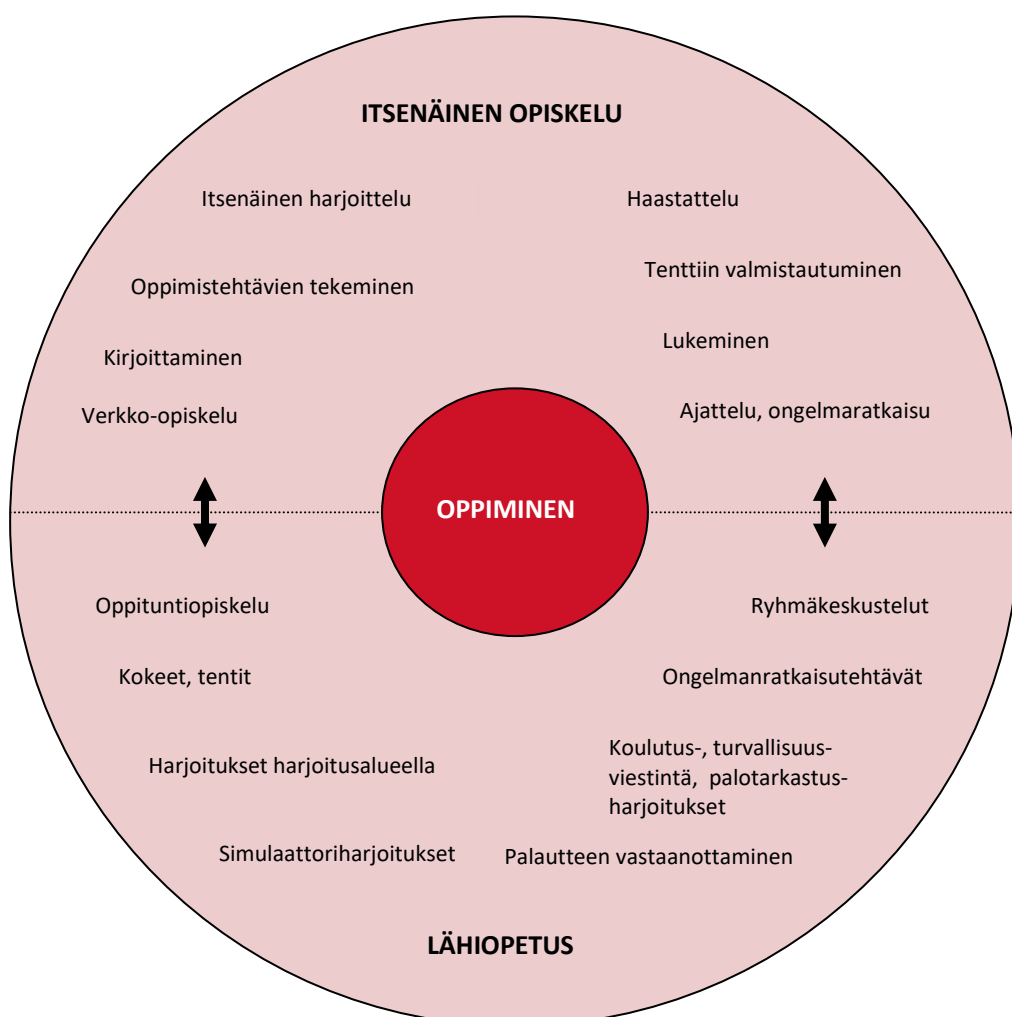 ITSENÄINEN OPISKELU
Itsenäinen harjoittelu
Haastattelu
Oppimistehtävien tekeminen
Tenttiin valmistautuminen
Kirjoittaminen
Lukeminen
Verkko-opiskelu
Ajattelu, ongelmaratkaisu
OPPIMINEN
Oppituntiopiskelu
Ryhmäkeskustelut
Kokeet, tentit
Ongelmanratkaisutehtävät
Harjoitukset harjoitusalueella
Koulutus-, turvallisuus-
viestintä, palotarkastus-
harjoitukset
Simulaattoriharjoitukset
Palautteen vastaanottaminen
LÄHIOPETUS